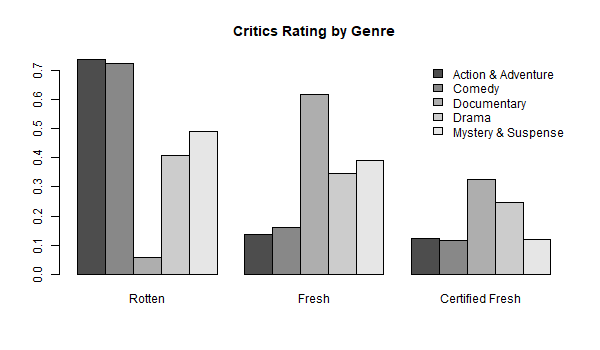 Critics Rating by Genre
0.7
0.6
0.5
0.4
0.3
0.2
0.1
0.0
Action & Adventure
Comedy
Documentary
Drama
Mystery & Suspense
Rotten
Fresh
Certified Fresh